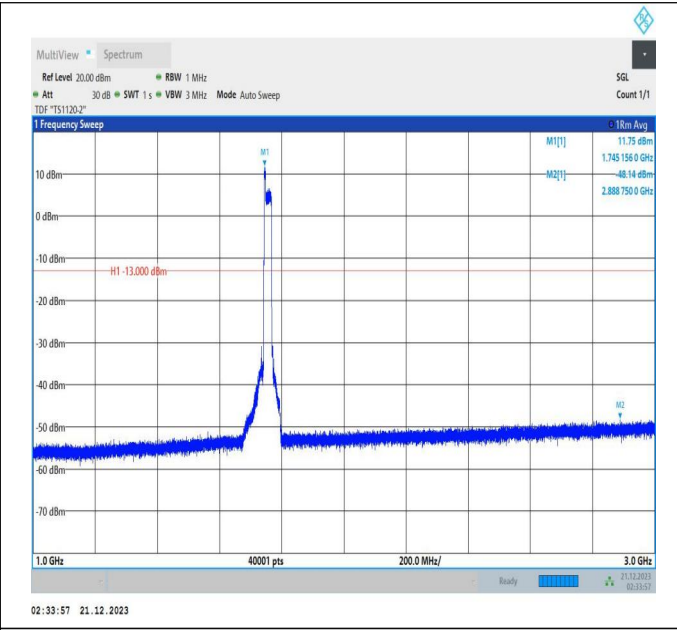 MultiView Spectrum
Ref Level 20.00 dBm RBW 1 MHz SGL
Att 30 dB SWT 1 s VBW 3 MHz Mode Auto Sweep Count 1/1
TDF "TS1120-2"
1 Frequency Sweep 1Rm Avg
M1[1] 11.75 dBm
1.745 156 0 GHz
M2[1] -48.14 dBm
2.888 750 0 GHz
M1
10 dBm
0 dBm
-10 dBm
H1 -13.000 dBm
-20 dBm
-30 dBm
-40 dBm
M2
-50 dBm
-60 dBm
-70 dBm
1.0 GHz 40001 pts 200.0 MHz/ 3.0 GHz
Ready 21.12.2023
02:33:57
02:33:57 21.12.2023